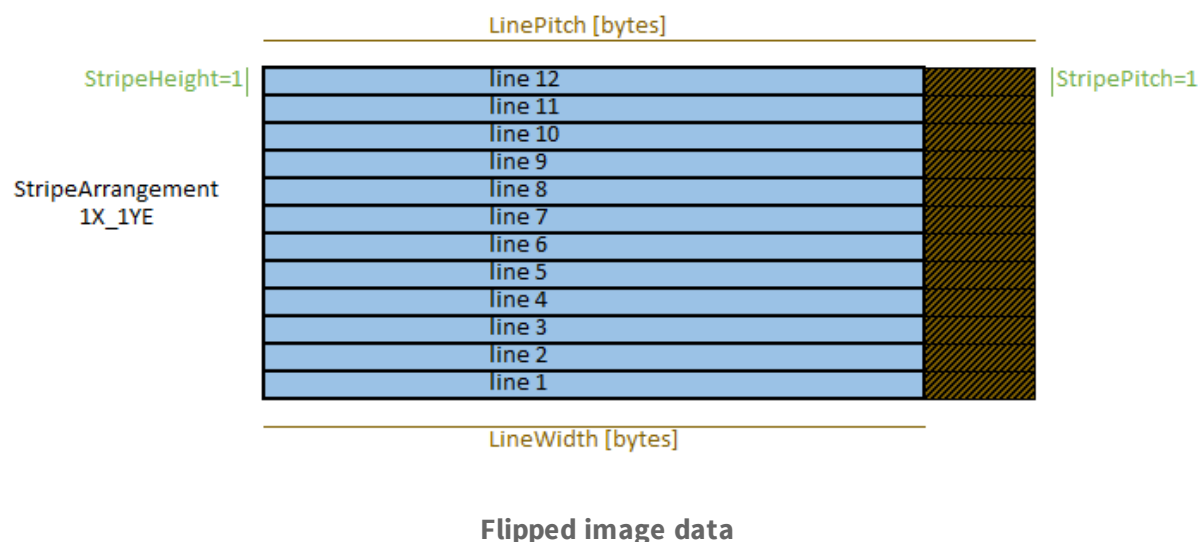 LinePitch [bytes]
StripeHeight=1
line 12
StripePitch=1
line 11
line 10
line 9
StripeArrangement
1X_1YE
line 8
line 7
line 6
line 5
line 4
line 3
line 2
line 1
LineWidth [bytes]
Flipped image data